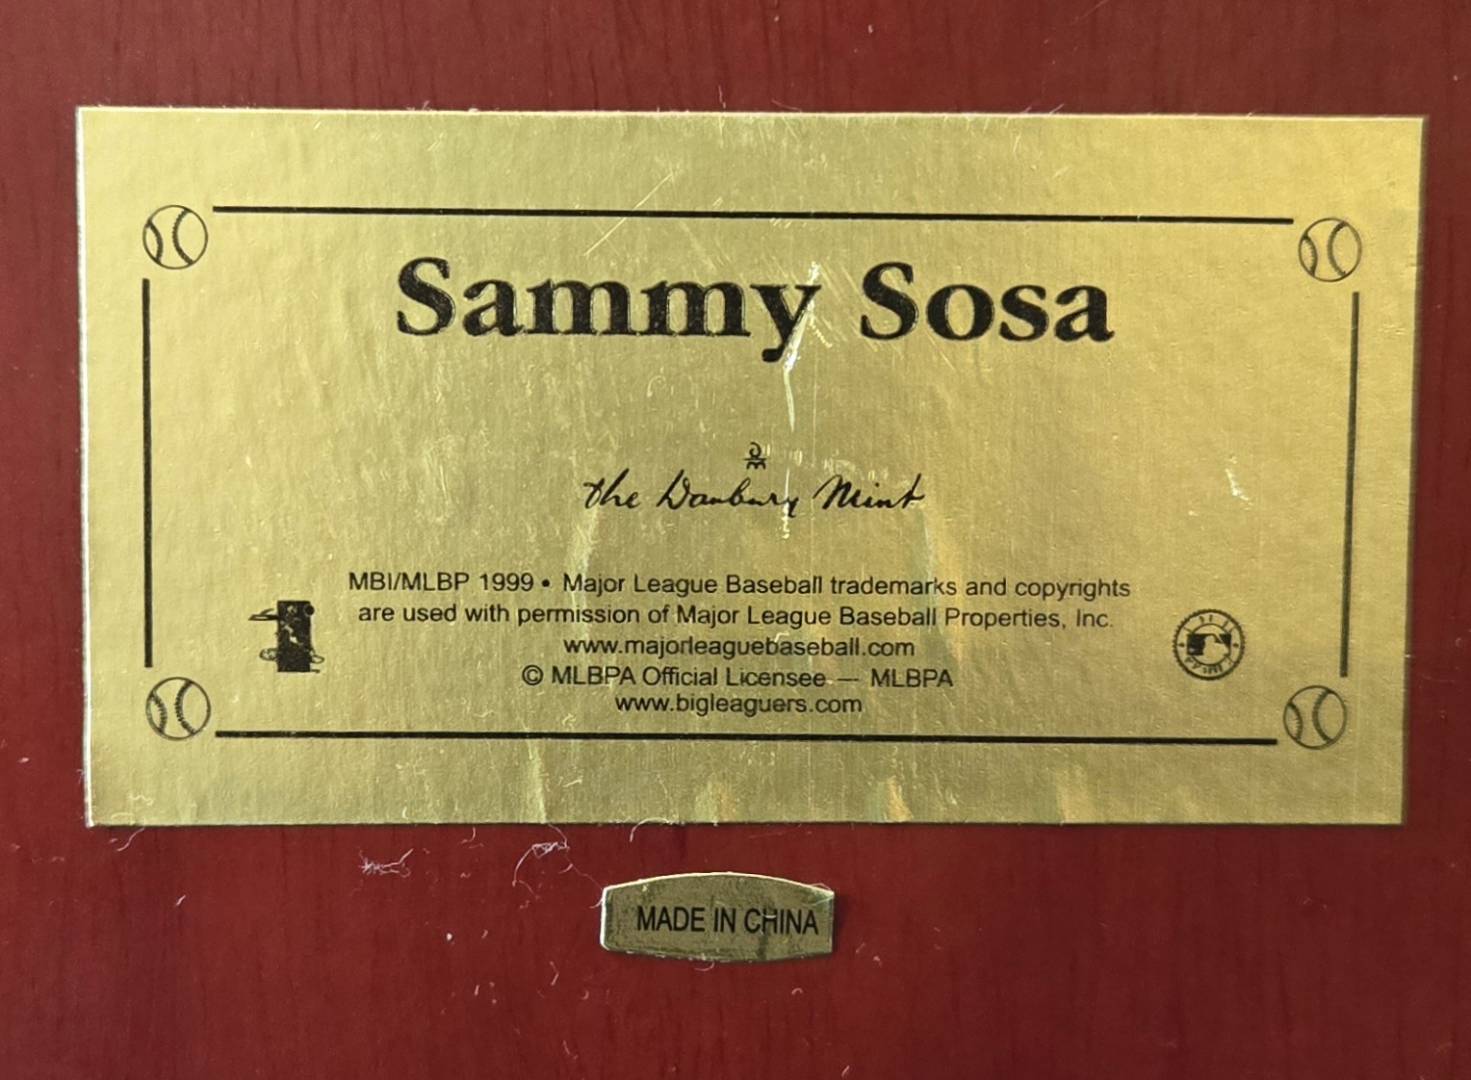 Sammy Sosa
the Danbury Mint
MBI/MLBP 1999 • Major League Baseball trademarks and copyrights
are used with permission of Major League Baseball Properties, Inc.
www.majorleaguebaseball.com
© MLBPA Official Licensee — MLBPA
www.bigleaguers.com
MADE IN CHINA